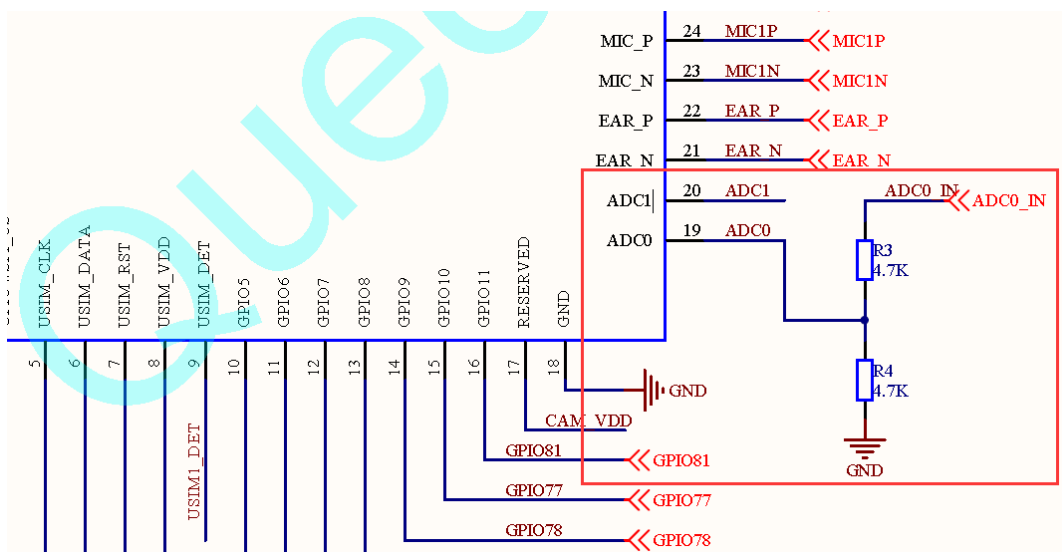 MIC_P 24 MIC1P MIC1P
MIC_N 23 MIC1N MIC1N
EAR_P 22 EAR_P EAR_P
EAR_N 21 EAR_N EAR_N
ADC1 20 ADC1 ADC0_IN ADC0_IN
ADC0 19 ADC0
R3
4.7K
R4
4.7K
GND
USIM_CLK
USIM_DATA
USIM_RST
USIM_VDD
USIM_DET
GPIO5
GPIO6
GPIO7
GPIO8
GPIO9
GPIO10
GPIO11
RESERVED
GND
5 6 7 8 9 10 11 12 13 14 15 16 17 18
GND
CAM_VDD
USIM1_DET
GPIO81 GPIO81
GPIO77 GPIO77
GPIO78 GPIO78